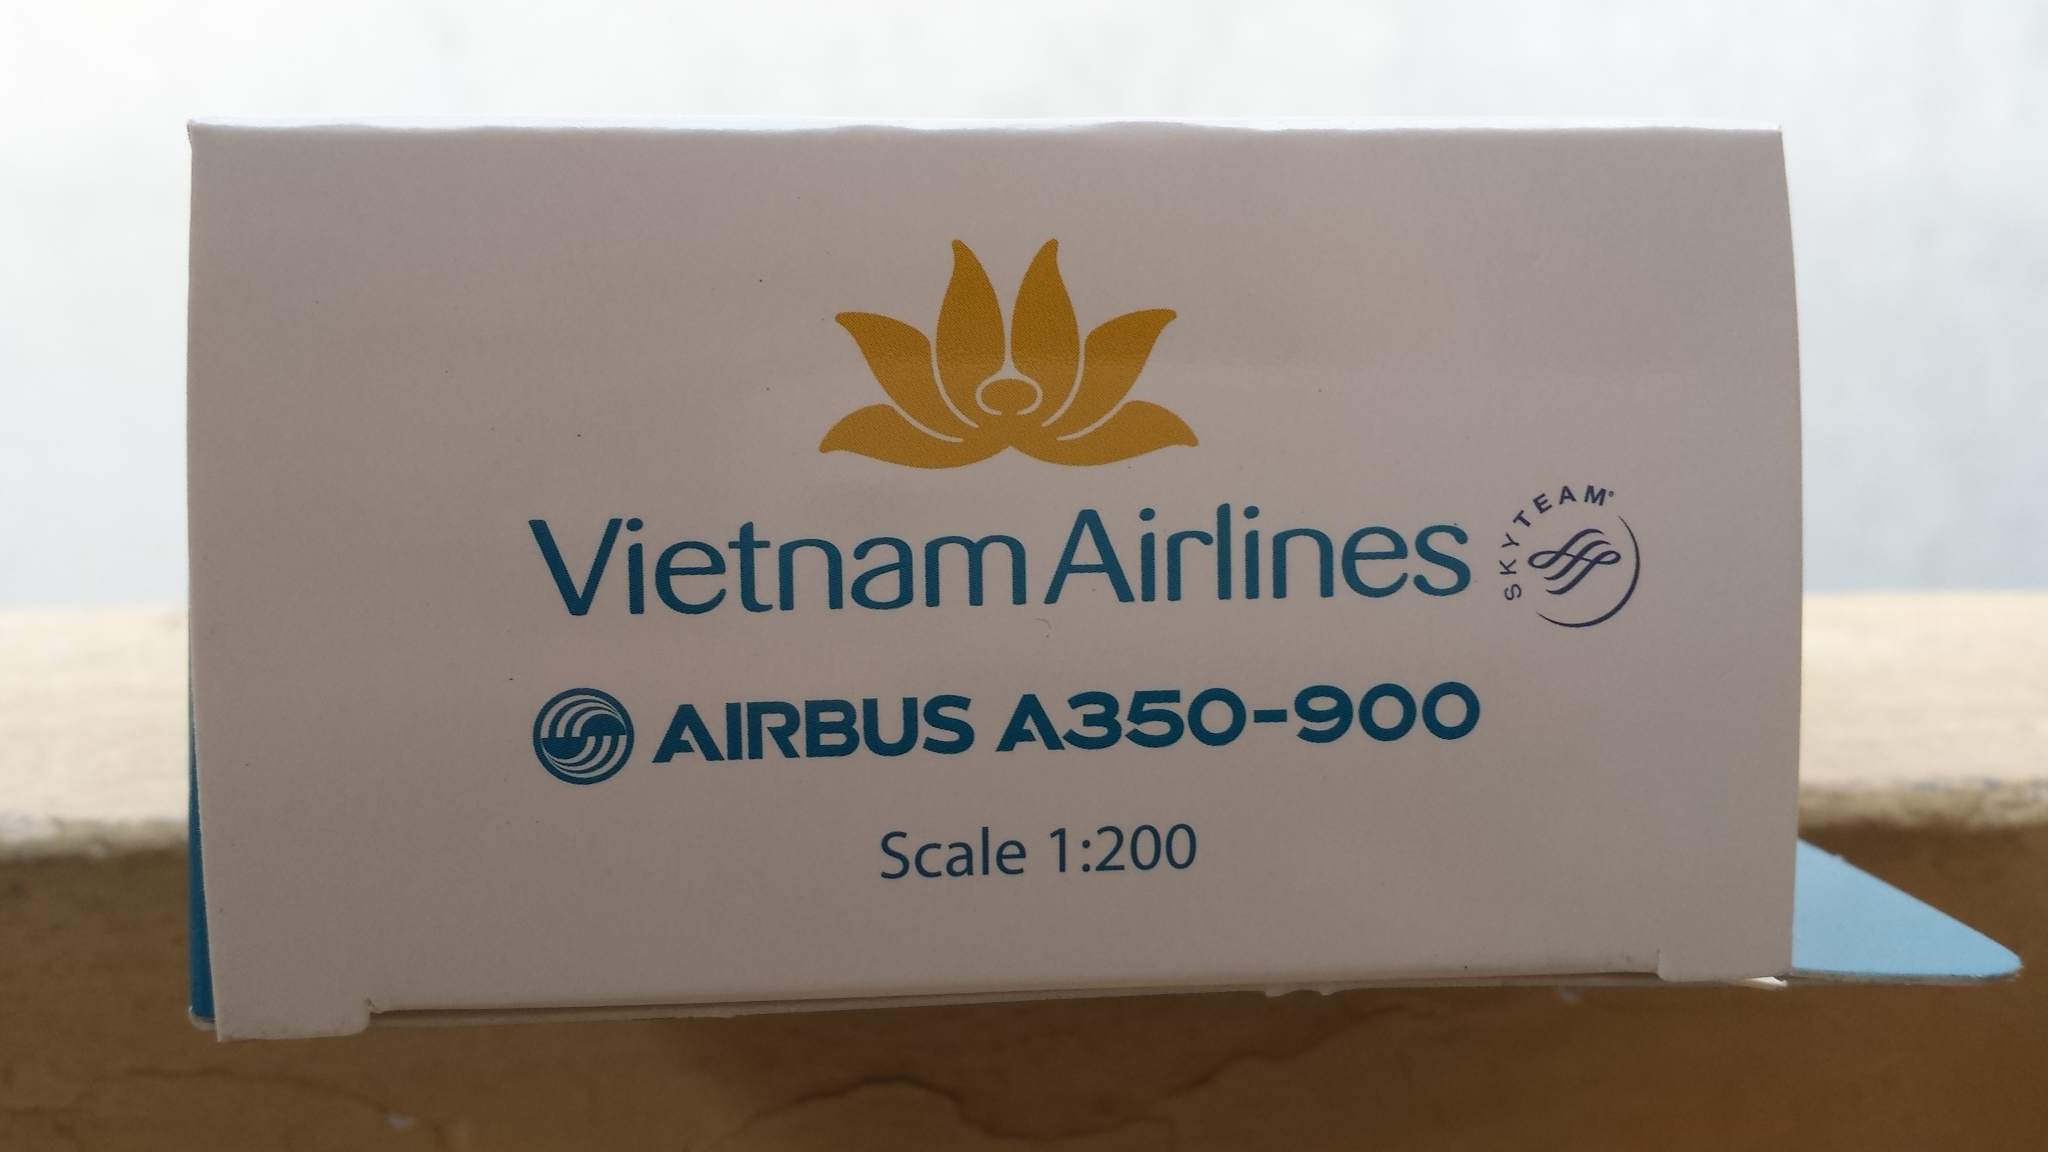 Vietnam Airlines
SKYTEAM
AIRBUS A350-900
Scale 1:200